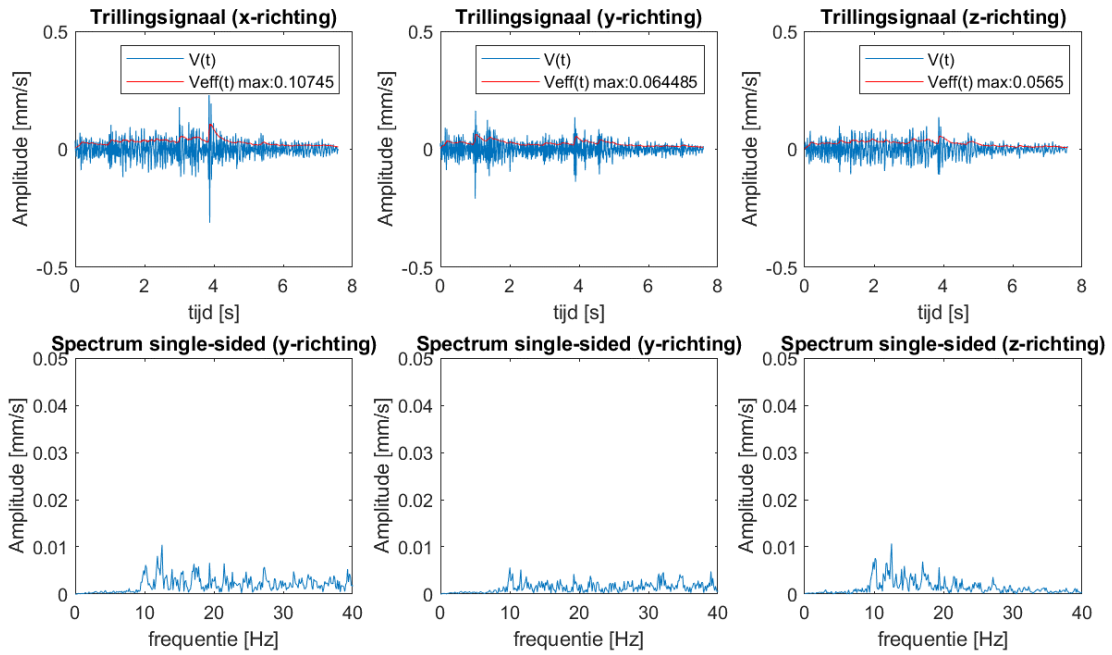 Trillingsignaal (x-richting)
0.5
0
-0.5
Amplitude [mm/s]
V(t)
Veff(t) max:0.10745
0 2 4 6 8
tijd [s]
Trillingsignaal (y-richting)
0.5
0
-0.5
Amplitude [mm/s]
V(t)
Veff(t) max:0.064485
0 2 4 6 8
tijd [s]
Trillingsignaal (z-richting)
0.5
0
-0.5
Amplitude [mm/s]
V(t)
Veff(t) max:0.0565
0 2 4 6 8
tijd [s]
Spectrum single-sided (y-richting)
0.05
0.04
0.03
0.02
0.01
0
Amplitude [mm/s]
0 10 20 30 40
frequentie [Hz]
Spectrum single-sided (y-richting)
0.05
0.04
0.03
0.02
0.01
0
Amplitude [mm/s]
0 10 20 30 40
frequentie [Hz]
Spectrum single-sided (z-richting)
0.05
0.04
0.03
0.02
0.01
0
Amplitude [mm/s]
0 10 20 30 40
frequentie [Hz]